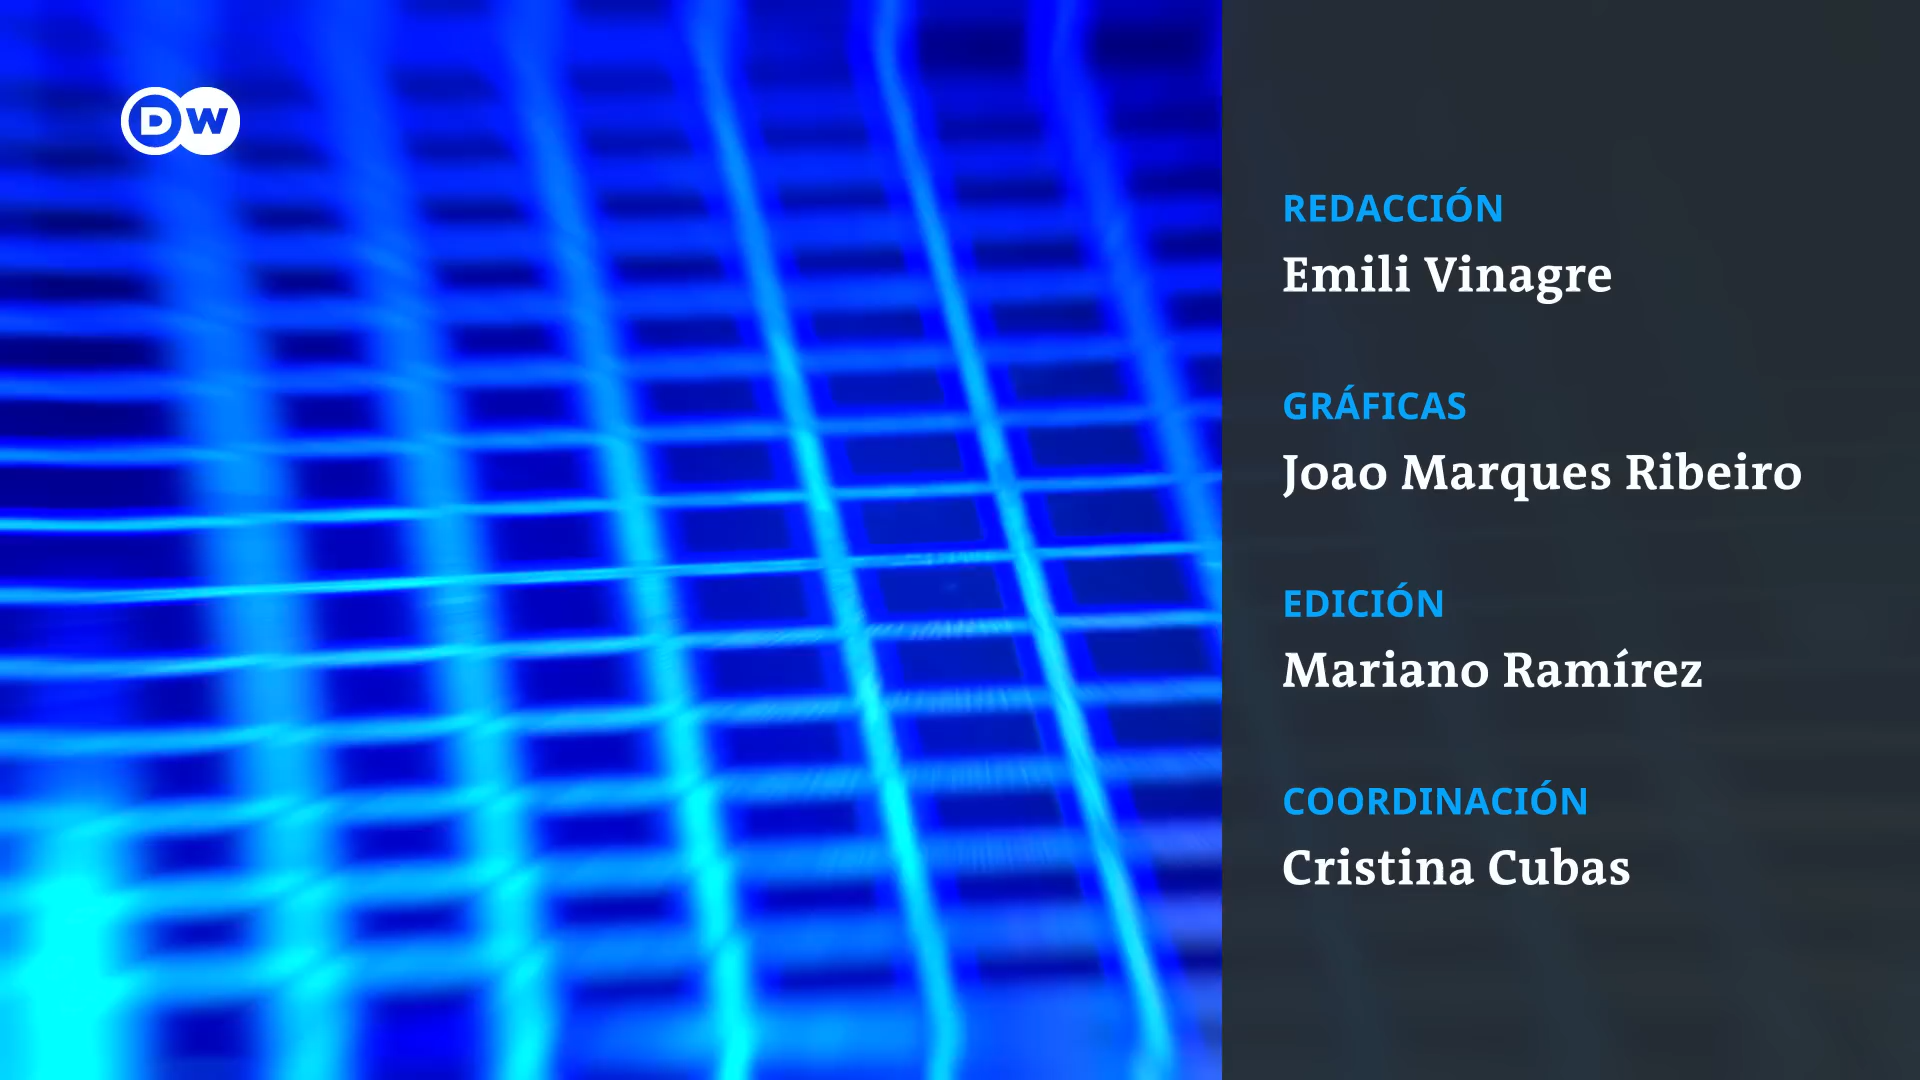 DW
REDACCIÓN
Emili Vinagre
GRÁFICAS
Joao Marques Ribeiro
EDICIÓN
Mariano Ramírez
COORDINACIÓN
Cristina Cubas